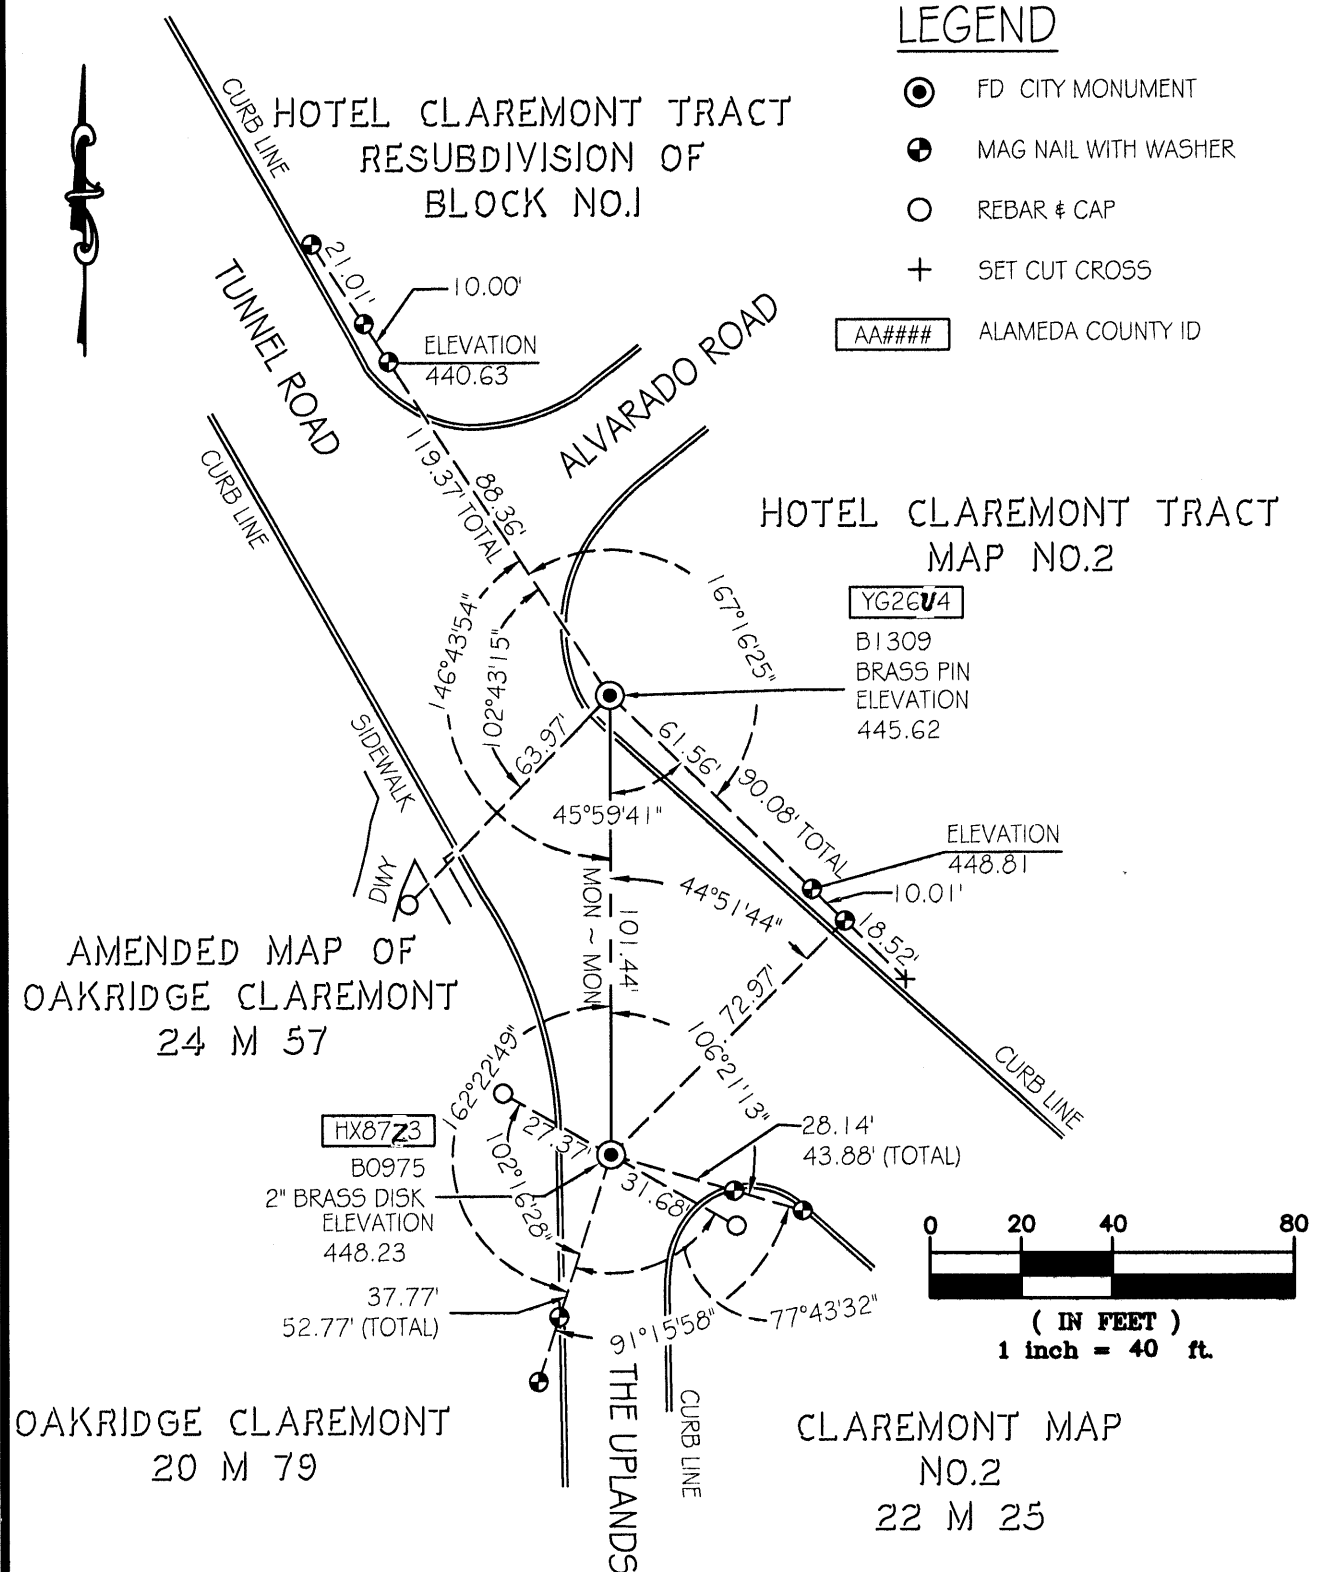 LEGEND
FD CITY MONUMENT
MAG NAIL WITH WASHER
REBAR & CAP
SET CUT CROSS
AA#### ALAMEDA COUNTY ID
CURB LINE
HOTEL CLAREMONT TRACT
RESUBDIVISION OF
BLOCK NO.1
21.01'
10.00'
ELEVATION
440.63
TUNNEL ROAD
ALVARADO ROAD
CURB LINE
88.36'
119.37' TOTAL
HOTEL CLAREMONT TRACT
MAP NO.2
YG26V4
B1309
BRASS PIN
ELEVATION
445.62
167°16'25"
146°43'54"
102°43'15"
63.97'
61.56'
90.08' TOTAL
45°59'41"
SIDEWALK
DWY
ELEVATION
448.81
10.01'
18.52'
44°51'44"
MON ~ MON
101.44'
72.97'
AMENDED MAP OF
OAKRIDGE CLAREMONT
24 M 57
CURB LINE
162°22'49"
106°21'13"
HX87Z3
B0975
2" BRASS DISK
ELEVATION
448.23
27.37'
102°16'28"
31.68'
28.14'
43.88' (TOTAL)
37.77'
52.77' (TOTAL)
91°15'58"
77°43'32"
0 20 40 80
( IN FEET )
1 inch = 40 ft.
OAKRIDGE CLAREMONT
20 M 79
THE UPLANDS
CURB LINE
CLAREMONT MAP
NO.2
22 M 25